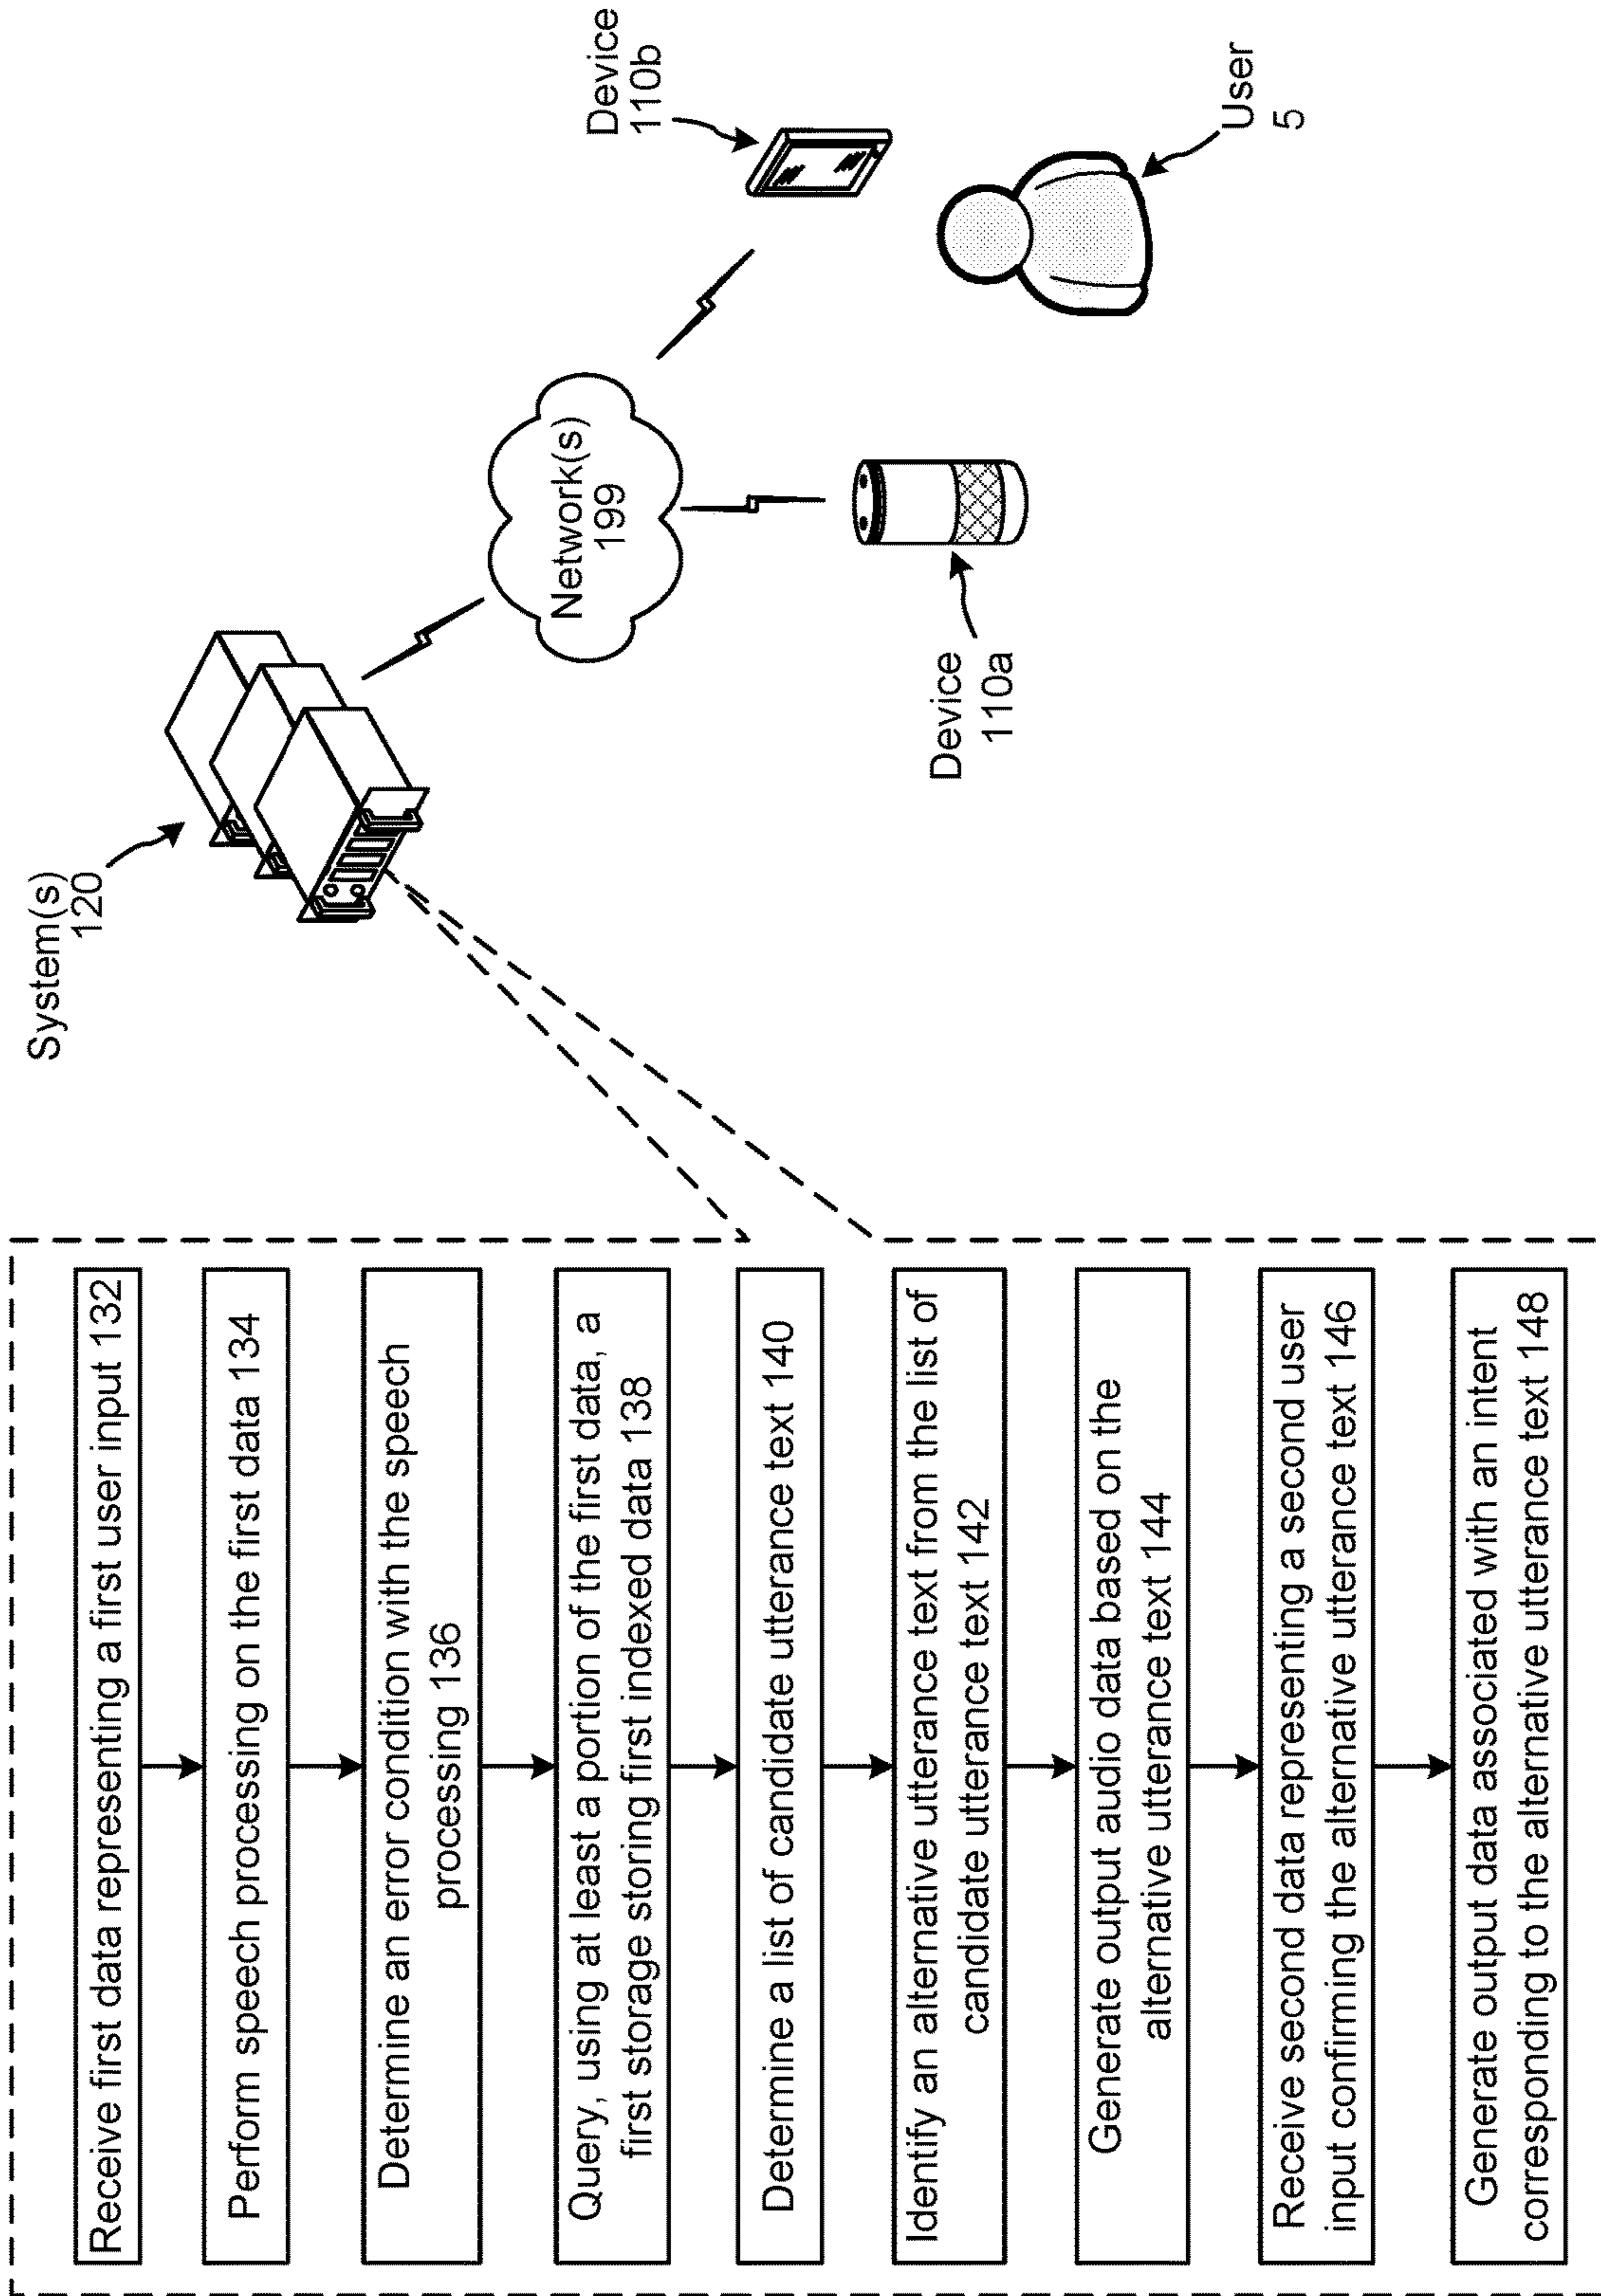 System(s)
120
Network(s)
199
Device
110b
Device
110a
User
5
Receive first data representing a first user input 132
Perform speech processing on the first data 134
Determine an error condition with the speech
processing 136
Query, using at least a portion of the first data, a
first storage storing first indexed data 138
Determine a list of candidate utterance text 140
Identify an alternative utterance text from the list of
candidate utterance text 142
Generate output audio data based on the
alternative utterance text 144
Receive second data representing a second user
input confirming the alternative utterance text 146
Generate output data associated with an intent
corresponding to the alternative utterance text 148